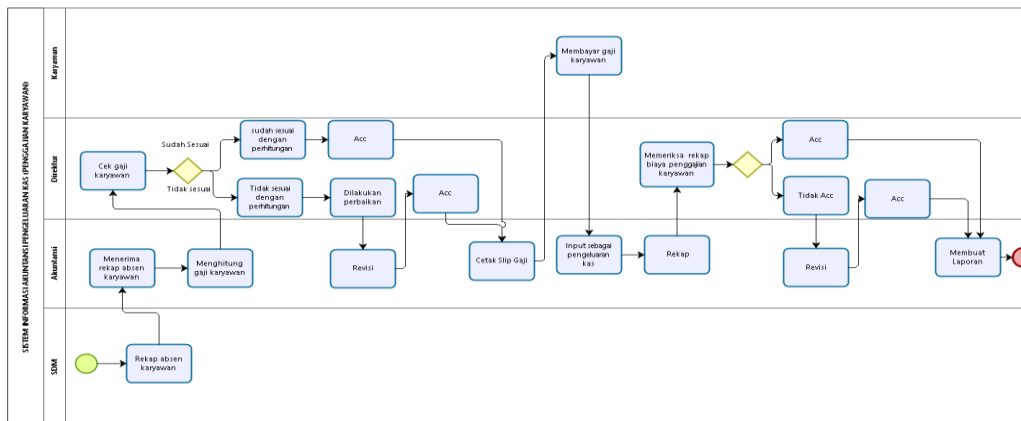 SISTEM INFORMASI AKUNTANSI PENGELUARAN KAS (PENGGAJIAN KARYAWAN)
Karyaman
Membayar gaji
karyawan
Direktur
Cek gaji
karyawan
Sudah Sesuai
Tidak sesuai
sudah sesuai
dengan
perhitungan
Acc
Tidak sesuai
dengan
perhitungan
Dilakukan
perbaikan
Acc
Memeriksa rekap
biaya penggajian
karyawan
Acc
Tidak Acc
Acc
Akuntansi
Menerima
rekap absen
karyawan
Menghitung
gaji karyawan
Revisi
Cetak Slip Gaji
Input sebagai
pengeluaran
kas
Rekap
Revisi
Membuat
Laporan
SDM
Rekap absen
karyawan